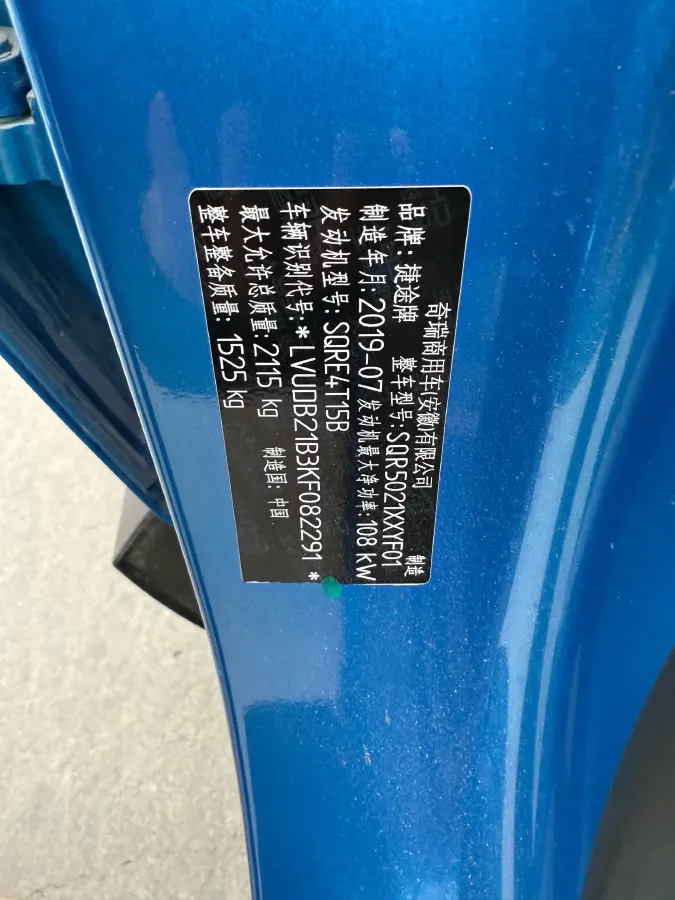 奇瑞商用车(安徽)有限公司 制造
品牌:捷途牌 整车型号:SQR5021XXYF01
制造年月:2019-07 发动机最大净功率:108 kW
发动机型号:SQRE4T15B
车辆识别代号:*LVUDB21B3KF082291*
最大允许总质量:2115 kg 制造国:中国
整车整备质量:1525 kg